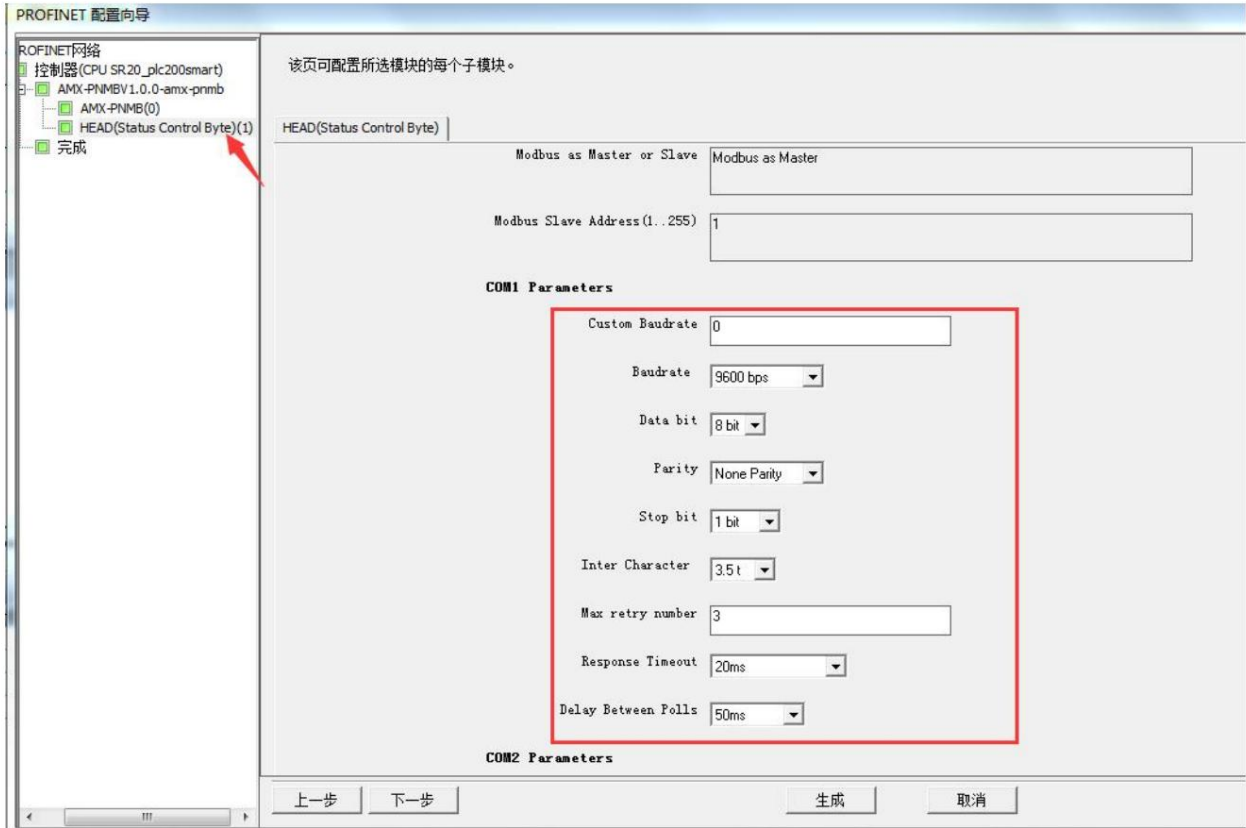 PROFINET 配置向导
ROFINET网络
控制器(CPU SR20_plc200smart)
AMX-PNMBV1.0.0-amx-pnmb
AMX-PNMB(0)
HEAD(Status Control Byte)(1)
完成
该页可配置所选模块的每个子模块。
HEAD(Status Control Byte)
Modbus as Master or Slave Modbus as Master
Modbus Slave Address(1..255) 1
COM1 Parameters
Custom Baudrate 0
Baudrate 9600 bps
Data bit 8 bit
Parity None Parity
Stop bit 1 bit
Inter Character 3.5 t
Max retry number 3
Response Timeout 20ms
Delay Between Polls 50ms
COM2 Parameters
上一步 下一步 生成 取消